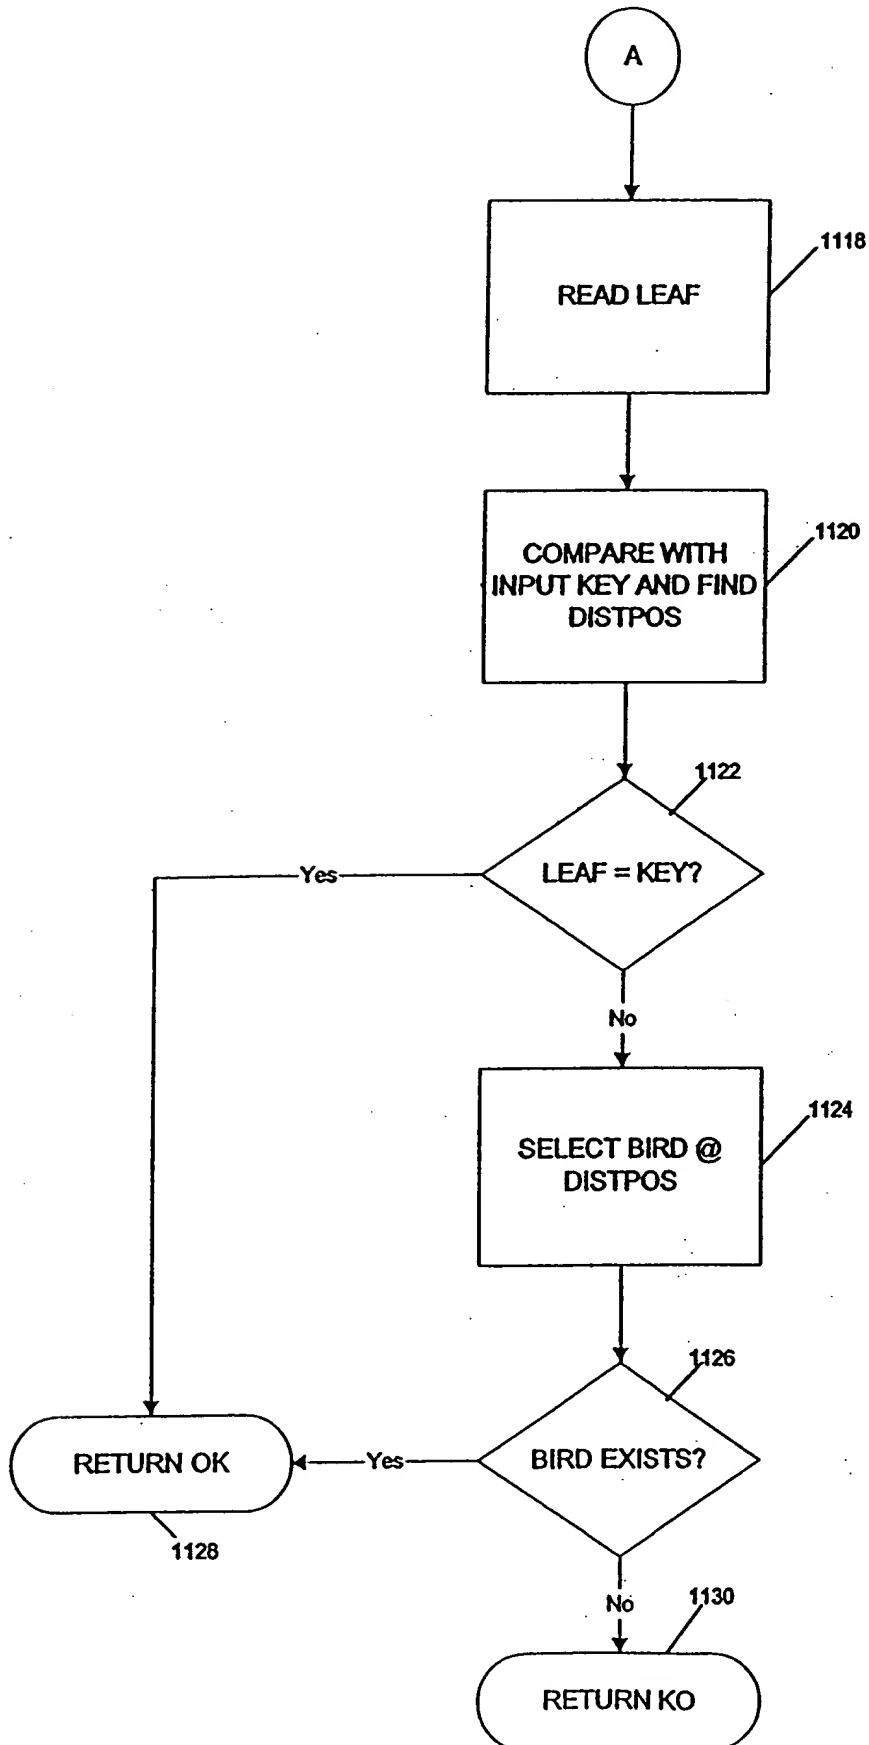 A
READ LEAF
1118
COMPARE WITH
INPUT KEY AND FIND
DISTPOS
1120
1122
LEAF = KEY?
Yes
No
SELECT BIRD @
DISTPOS
1124
1126
BIRD EXISTS?
Yes
RETURN OK
1128
No
1130
RETURN KO